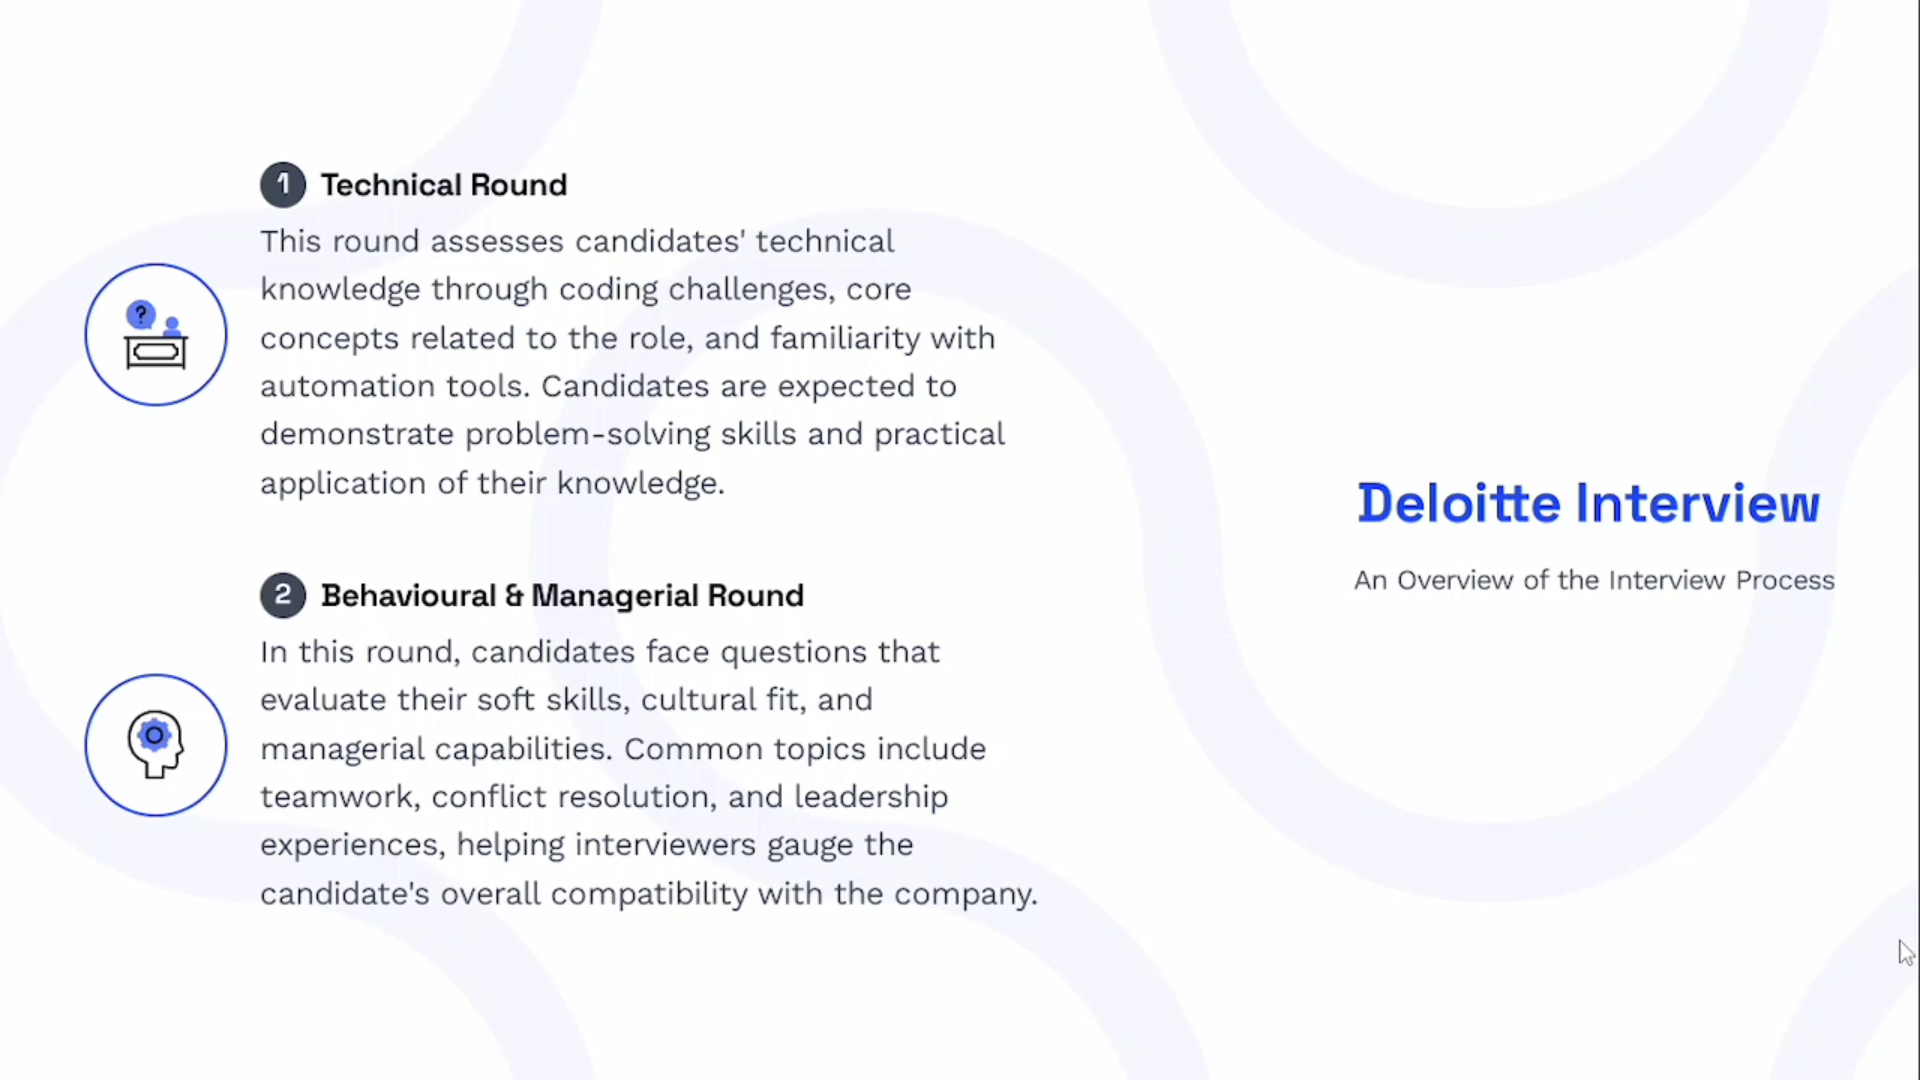 1 Technical Round
This round assesses candidates' technical
knowledge through coding challenges, core
concepts related to the role, and familiarity with
automation tools. Candidates are expected to
demonstrate problem-solving skills and practical
application of their knowledge.
?
2 Behavioural & Managerial Round
In this round, candidates face questions that
evaluate their soft skills, cultural fit, and
managerial capabilities. Common topics include
teamwork, conflict resolution, and leadership
experiences, helping interviewers gauge the
candidate's overall compatibility with the company.
Deloitte Interview
An Overview of the Interview Process